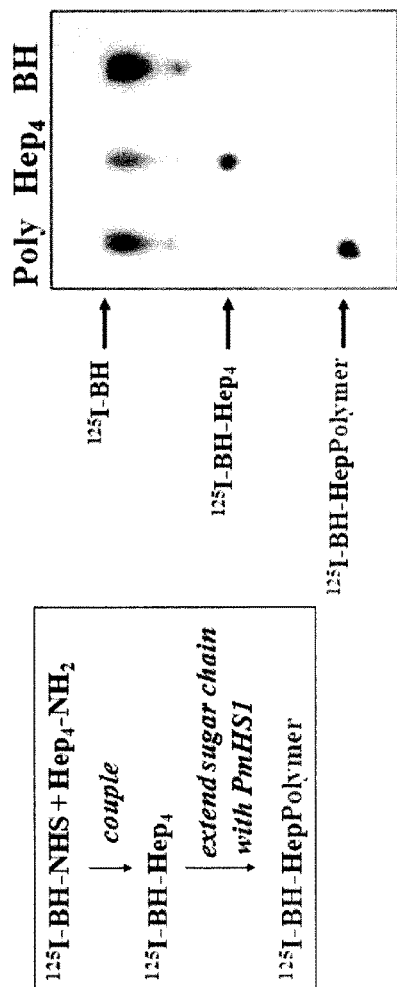 ¹²⁵I-BH-NHS + Hep₄-NH₂
couple
¹²⁵I-BH-Hep₄
extend sugar chain
with PmHS1
¹²⁵I-BH-HepPolymer
Poly Hep₄ BH
¹²⁵I-BH
¹²⁵I-BH-Hep₄
¹²⁵I-BH-HepPolymer